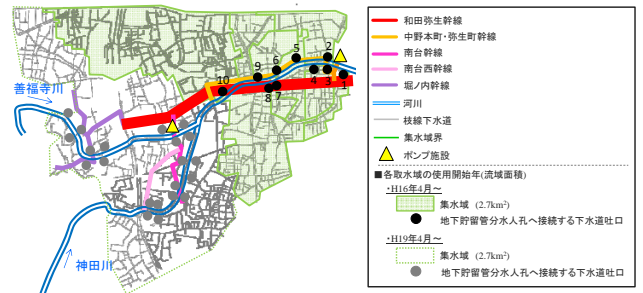 善福寺川
神田川
10
9
6
5
2
8
7
4
3
1
和田弥生幹線
中野本町・弥生町幹線
南台幹線
南台西幹線
堀ノ内幹線
河川
枝線下水道
集水域界
ポンプ施設
■各取水域の使用開始年(流域面積)
・H16年4月～
集水域 (2.7km²)
地下貯留管分水人孔へ接続する下水道吐口
・H19年4月～
集水域 (2.7km²)
地下貯留管分水人孔へ接続する下水道吐口